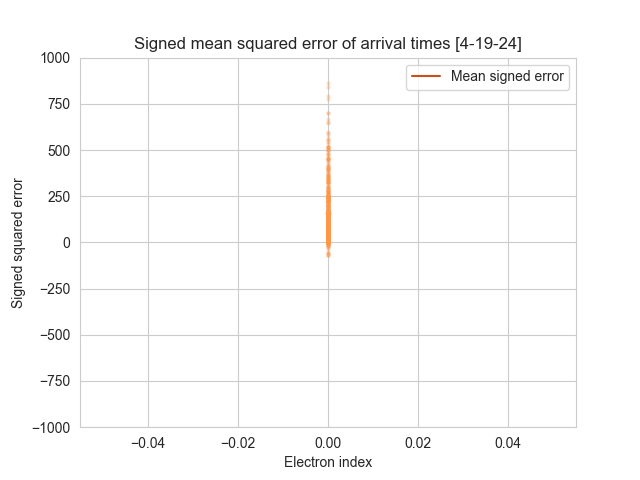 Signed mean squared error of arrival times [4-19-24]
Mean signed error
1000
750
500
250
0
−250
−500
−750
−1000
Signed squared error
−0.04 −0.02 0.00 0.02 0.04
Electron index